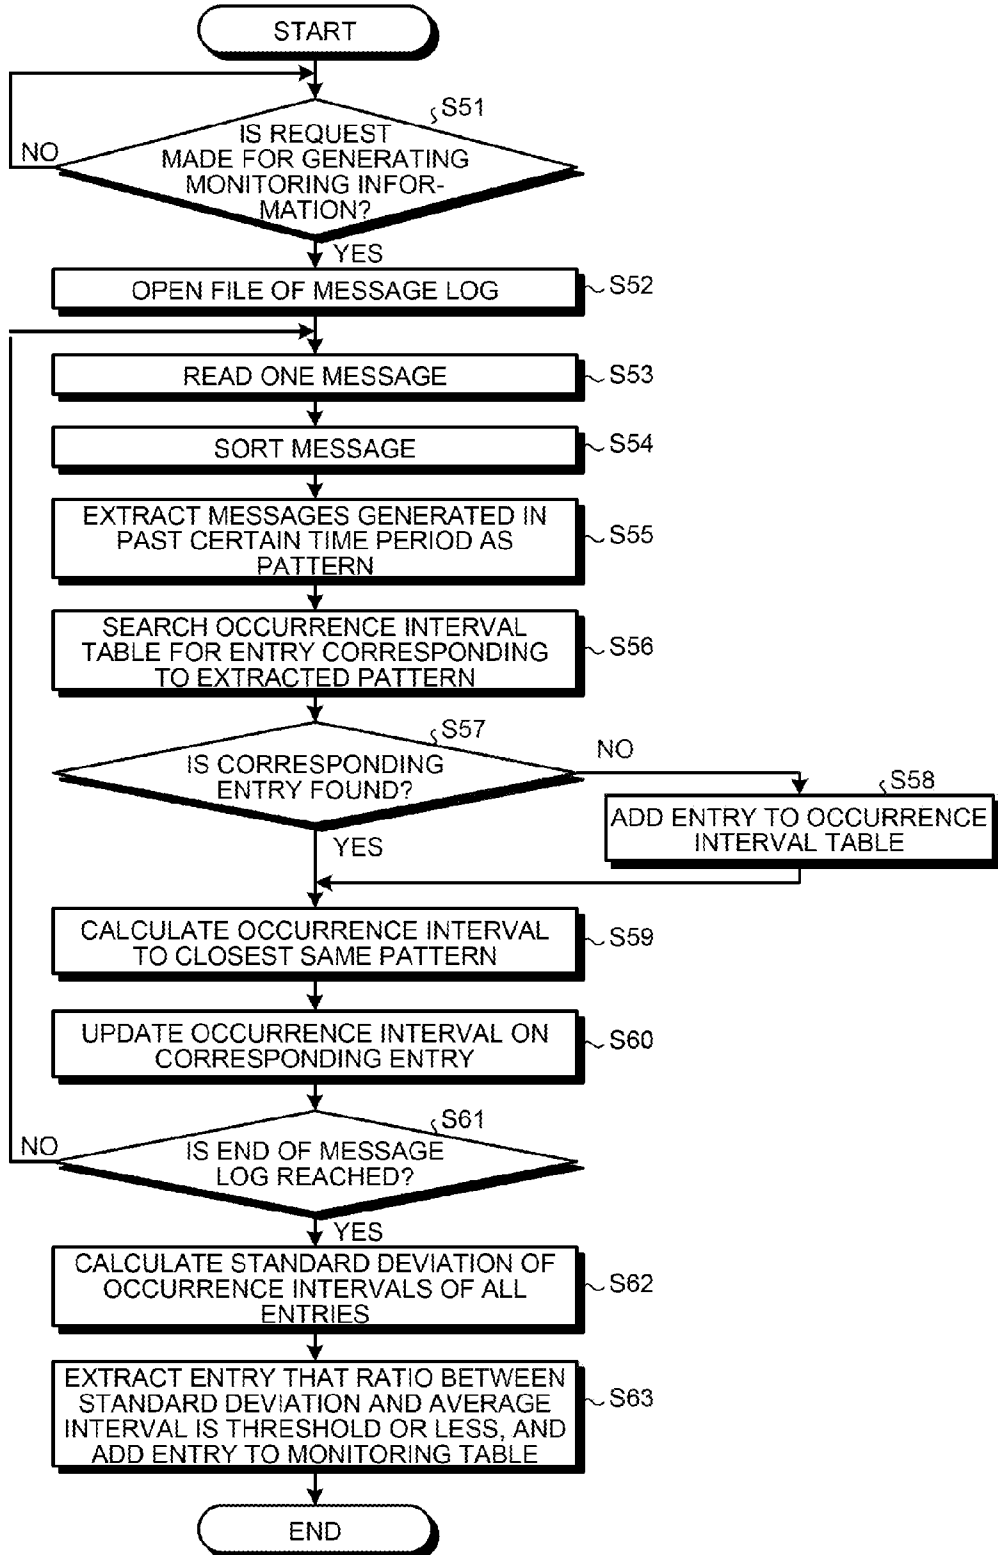 START
S51
IS REQUEST
MADE FOR GENERATING
MONITORING INFOR-
MATION?
NO
YES
OPEN FILE OF MESSAGE LOG
S52
READ ONE MESSAGE
S53
SORT MESSAGE
S54
EXTRACT MESSAGES GENERATED IN
PAST CERTAIN TIME PERIOD AS
PATTERN
S55
SEARCH OCCURRENCE INTERVAL
TABLE FOR ENTRY CORRESPONDING
TO EXTRACTED PATTERN
S56
S57
IS CORRESPONDING
ENTRY FOUND?
NO
YES
S58
ADD ENTRY TO OCCURRENCE
INTERVAL TABLE
CALCULATE OCCURRENCE INTERVAL
TO CLOSEST SAME PATTERN
S59
UPDATE OCCURRENCE INTERVAL ON
CORRESPONDING ENTRY
S60
S61
IS END OF MESSAGE
LOG REACHED?
NO
YES
CALCULATE STANDARD DEVIATION OF
OCCURRENCE INTERVALS OF ALL
ENTRIES
S62
EXTRACT ENTRY THAT RATIO BETWEEN
STANDARD DEVIATION AND AVERAGE
INTERVAL IS THRESHOLD OR LESS, AND
ADD ENTRY TO MONITORING TABLE
S63
END